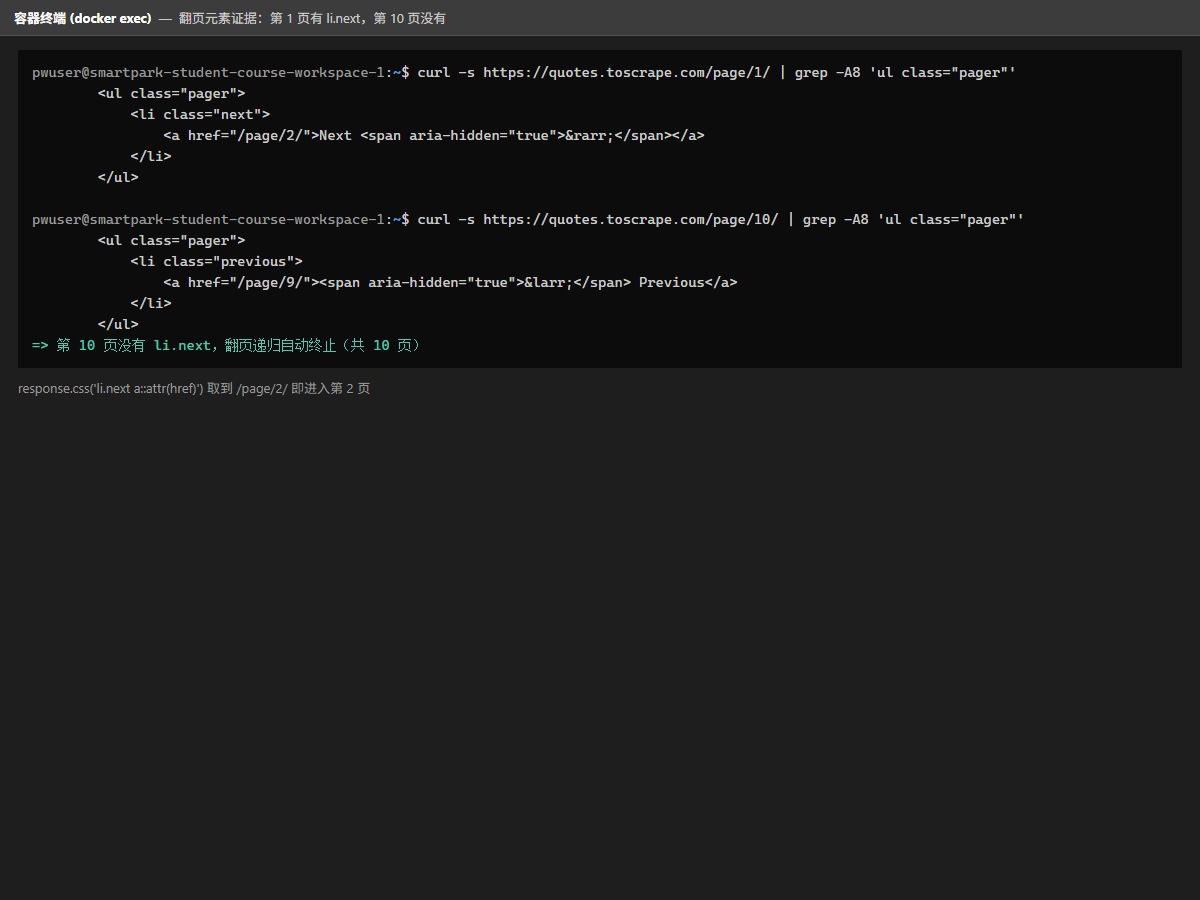 容器终端 (docker exec) — 翻页元素证据：第 1 页有 li.next，第 10 页没有
pwuser@smartpark-student-course-workspace-1:~$ curl -s https://quotes.toscrape.com/page/1/ | grep -A8 'ul class="pager"'
        <ul class="pager">
            <li class="next">
                <a href="/page/2/">Next <span aria-hidden="true">&rarr;</span></a>
            </li>
        </ul>
pwuser@smartpark-student-course-workspace-1:~$ curl -s https://quotes.toscrape.com/page/10/ | grep -A8 'ul class="pager"'
        <ul class="pager">
            <li class="previous">
                <a href="/page/9/"><span aria-hidden="true">&larr;</span> Previous</a>
            </li>
        </ul>
=> 第 10 页没有 li.next，翻页递归自动终止（共 10 页）
response.css('li.next a::attr(href)') 取到 /page/2/ 即进入第 2 页